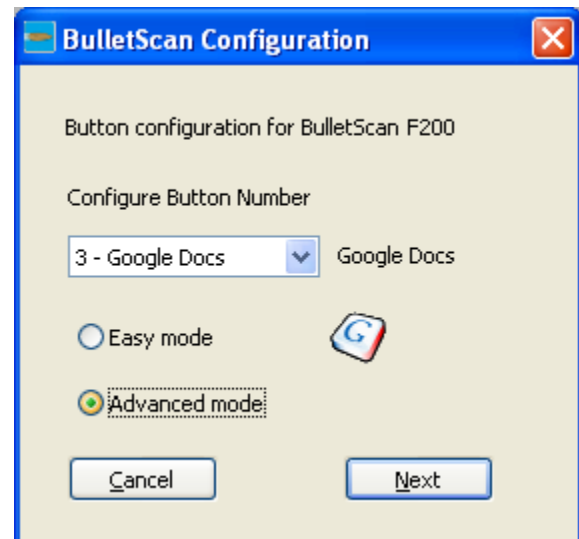 BulletScan Configuration
Button configuration for BulletScan F200
Configure Button Number
3 - Google Docs Google Docs
Easy mode
G
Advanced mode
Cancel Next